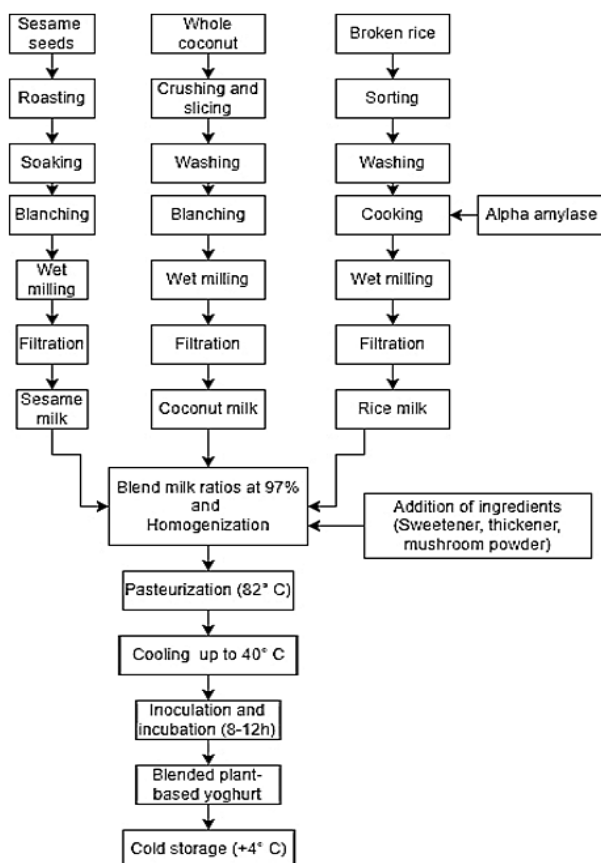 Sesame
seeds
Whole
coconut
Broken rice
Roasting
Crushing and
slicing
Sorting
Soaking
Washing
Washing
Blanching
Blanching
Cooking
Alpha amylase
Wet
milling
Wet milling
Wet milling
Filtration
Filtration
Filtration
Sesame
milk
Coconut milk
Rice milk
Blend milk ratios at 97%
and
Homogenization
Addition of ingredients
(Sweetener, thickener,
mushroom powder)
Pasteurization (82° C)
Cooling up to 40° C
Inoculation and
incubation (8-12h)
Blended plant-
based yoghurt
Cold storage (+4° C)